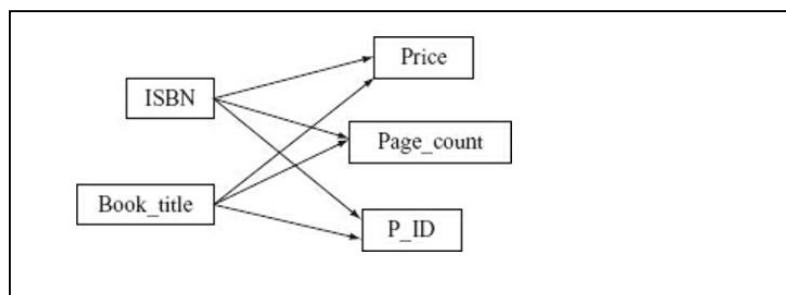 Price
ISBN
Page_count
Book_title
P_ID